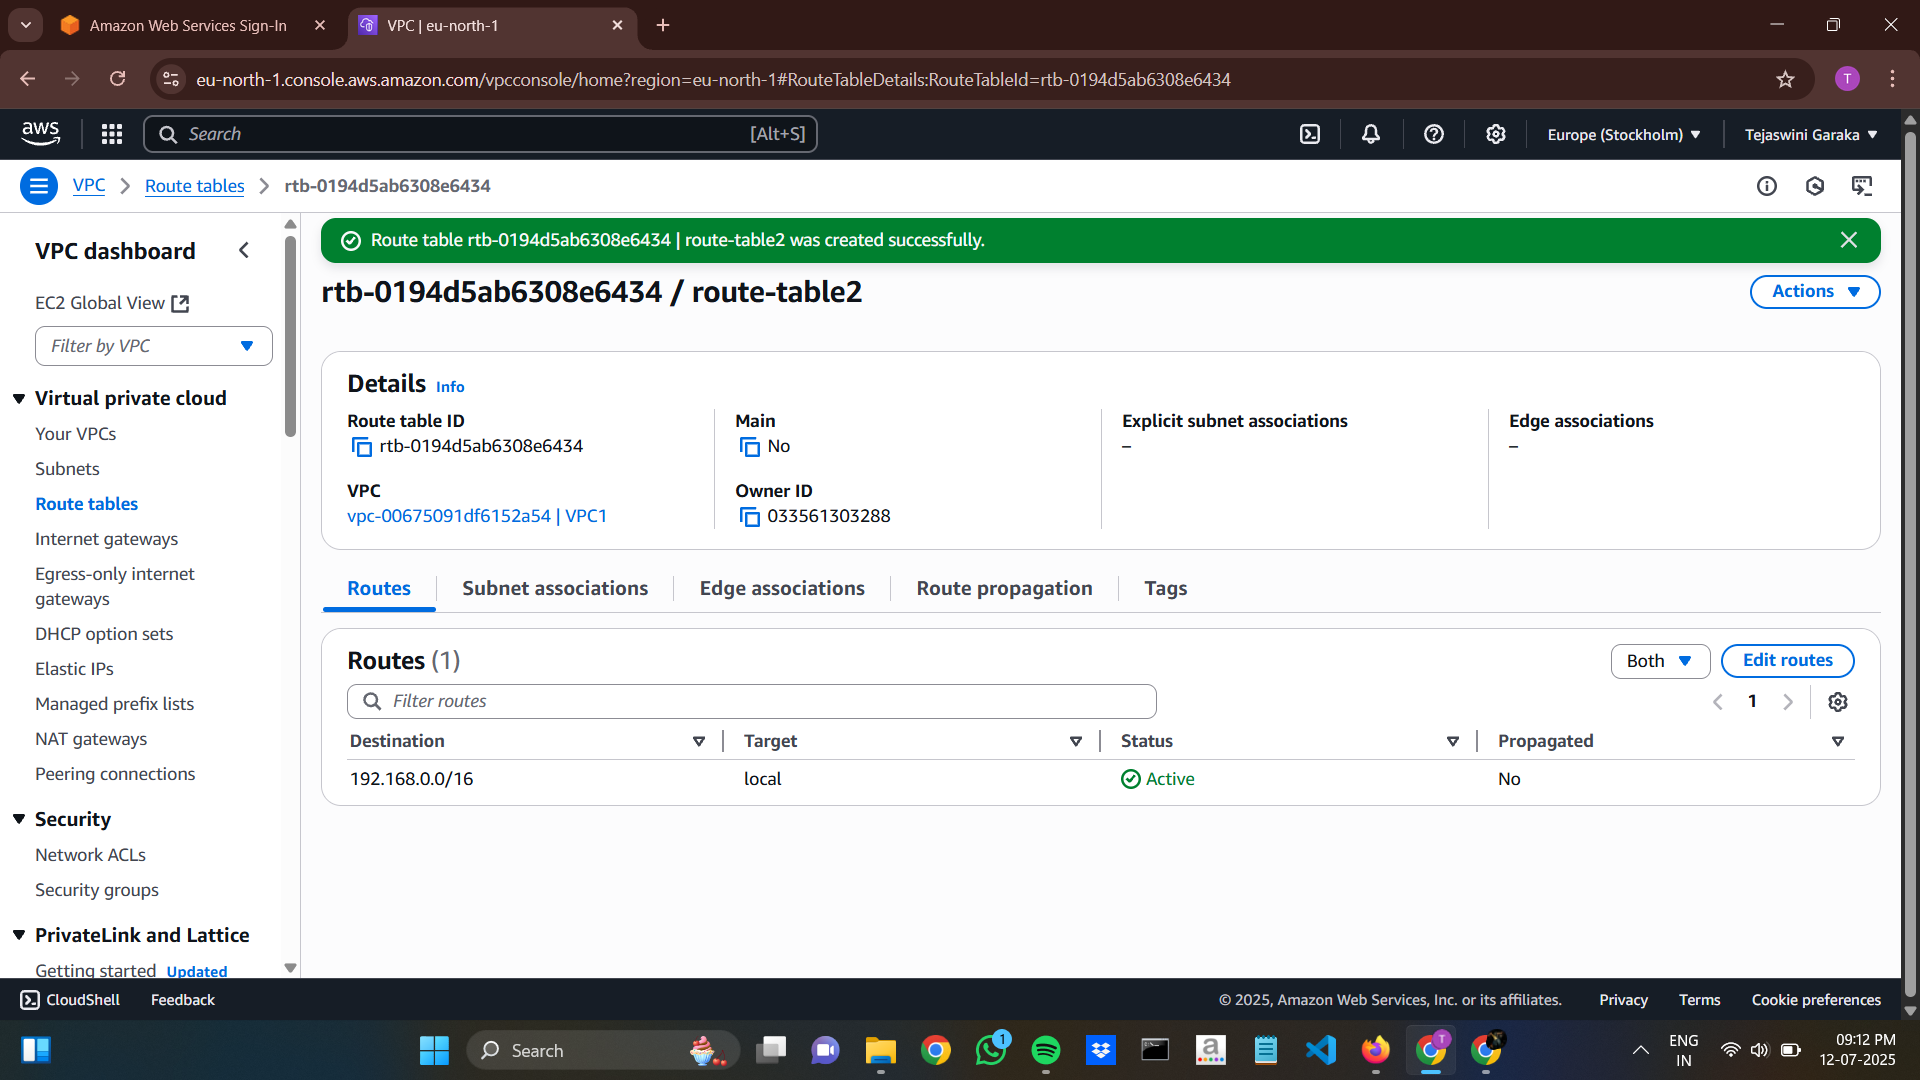 Amazon Web Services Sign-In
VPC | eu-north-1
eu-north-1.console.aws.amazon.com/vpcconsole/home?region=eu-north-1#RouteTableDetails:RouteTableId=rtb-0194d5ab6308e6434
T
aws
Search
[Alt+S]
Europe (Stockholm)
Tejaswini Garaka
VPC
Route tables
rtb-0194d5ab6308e6434
VPC dashboard
EC2 Global View
Filter by VPC
Virtual private cloud
Your VPCs
Subnets
Route tables
Internet gateways
Egress-only internet
gateways
DHCP option sets
Elastic IPs
Managed prefix lists
NAT gateways
Peering connections
Security
Network ACLs
Security groups
PrivateLink and Lattice
Getting started Updated
Route table rtb-0194d5ab6308e6434 | route-table2 was created successfully.
rtb-0194d5ab6308e6434 / route-table2
Actions
Details Info
Route table ID
rtb-0194d5ab6308e6434
Main
No
Explicit subnet associations
–
Edge associations
–
VPC
vpc-00675091df6152a54 | VPC1
Owner ID
033561303288
Routes
Subnet associations
Edge associations
Route propagation
Tags
Routes (1)
Both
Edit routes
Filter routes
1
Destination
Target
Status
Propagated
192.168.0.0/16
local
Active
No
CloudShell
Feedback
© 2025, Amazon Web Services, Inc. or its affiliates.
Privacy
Terms
Cookie preferences
Search
1
a
T
ENG
IN
09:12 PM
12-07-2025